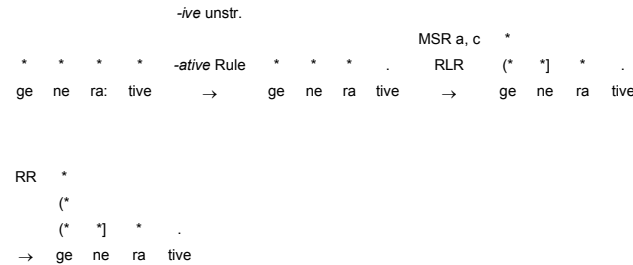 -ive unstr.
MSR a, c *
* * * * -ative Rule * * * . RLR (* *] * .
ge ne ra: tive → ge ne ra tive → ge ne ra tive
RR *
(*
(* *] * .
→ ge ne ra tive